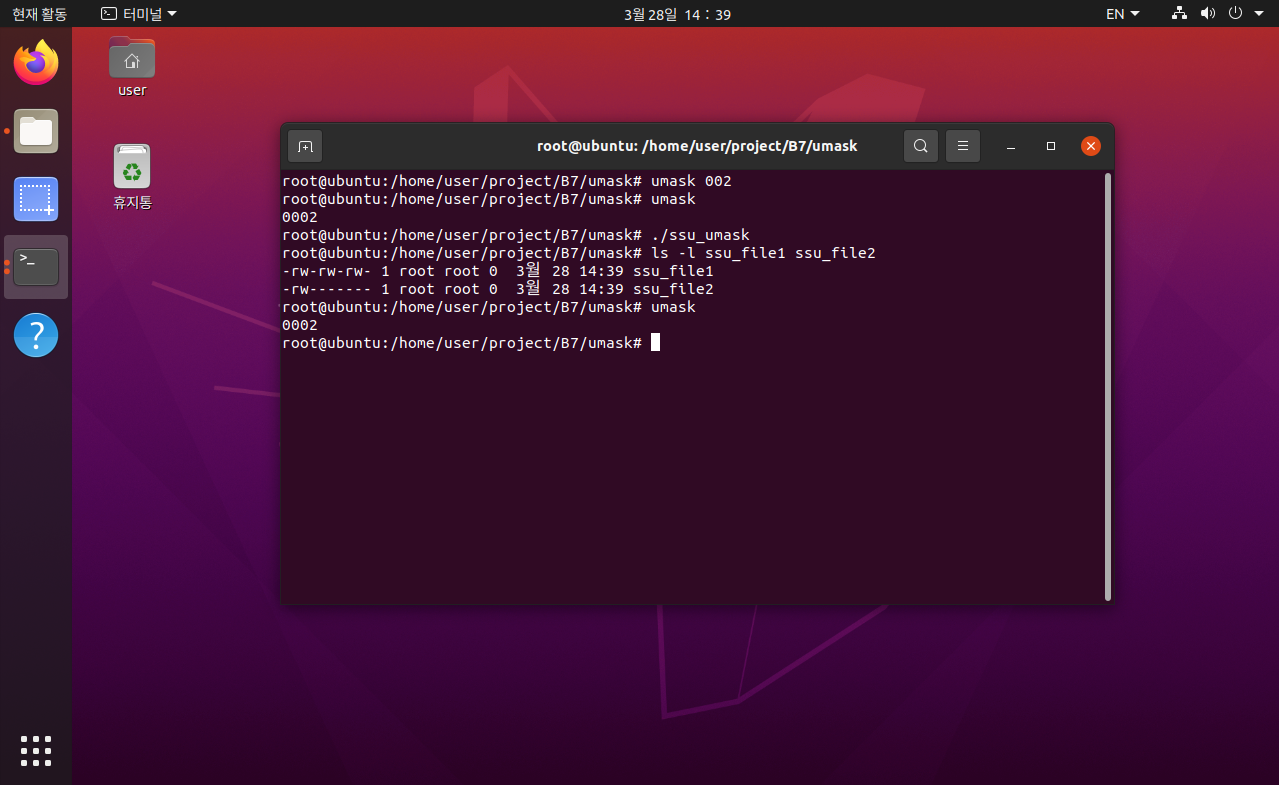 현재 활동
터미널
3월 28일 14 : 39
EN
user
휴지통
root@ubuntu: /home/user/project/B7/umask
root@ubuntu:/home/user/project/B7/umask# umask 002
root@ubuntu:/home/user/project/B7/umask# umask
0002
root@ubuntu:/home/user/project/B7/umask# ./ssu_umask
root@ubuntu:/home/user/project/B7/umask# ls -l ssu_file1 ssu_file2
-rw-rw-rw- 1 root root 0  3월  28 14:39 ssu_file1
-rw------- 1 root root 0  3월  28 14:39 ssu_file2
root@ubuntu:/home/user/project/B7/umask# umask
0002
root@ubuntu:/home/user/project/B7/umask#